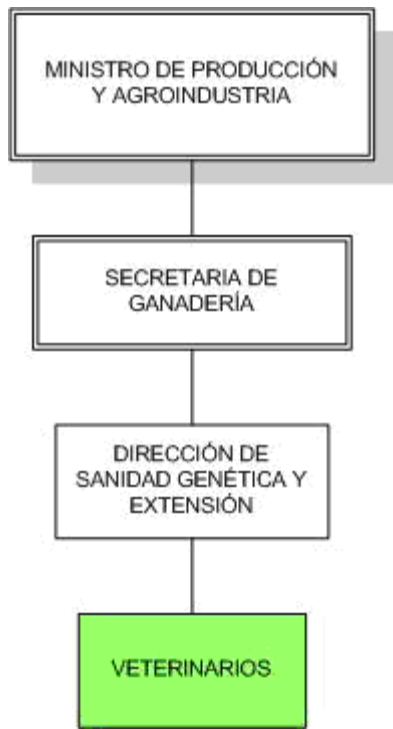 MINISTRO DE PRODUCCIÓN
Y AGROINDUSTRIA
SECRETARIA DE
GANADERÍA
DIRECCIÓN DE
SANIDAD GENÉTICA Y
EXTENSIÓN
VETERINARIOS